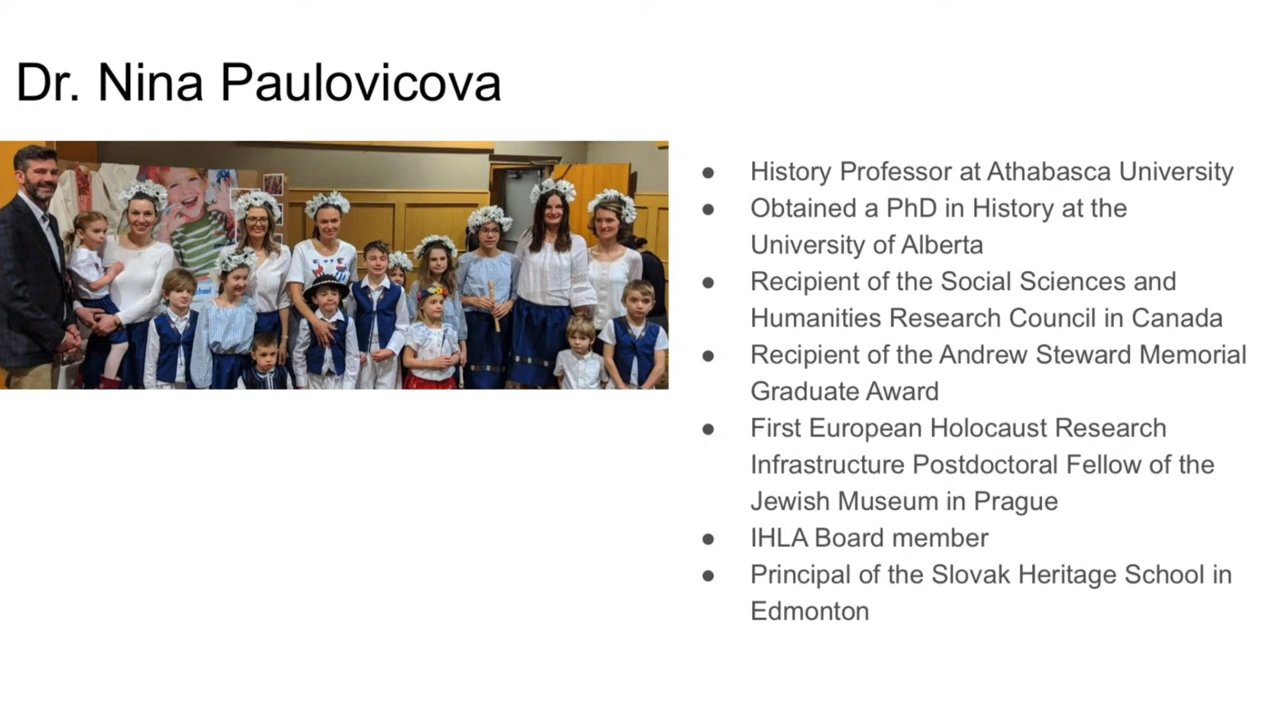 Dr. Nina Paulovicova
● History Professor at Athabasca University
● Obtained a PhD in History at the
University of Alberta
● Recipient of the Social Sciences and
Humanities Research Council in Canada
● Recipient of the Andrew Steward Memorial
Graduate Award
● First European Holocaust Research
Infrastructure Postdoctoral Fellow of the
Jewish Museum in Prague
● IHLA Board member
● Principal of the Slovak Heritage School in
Edmonton